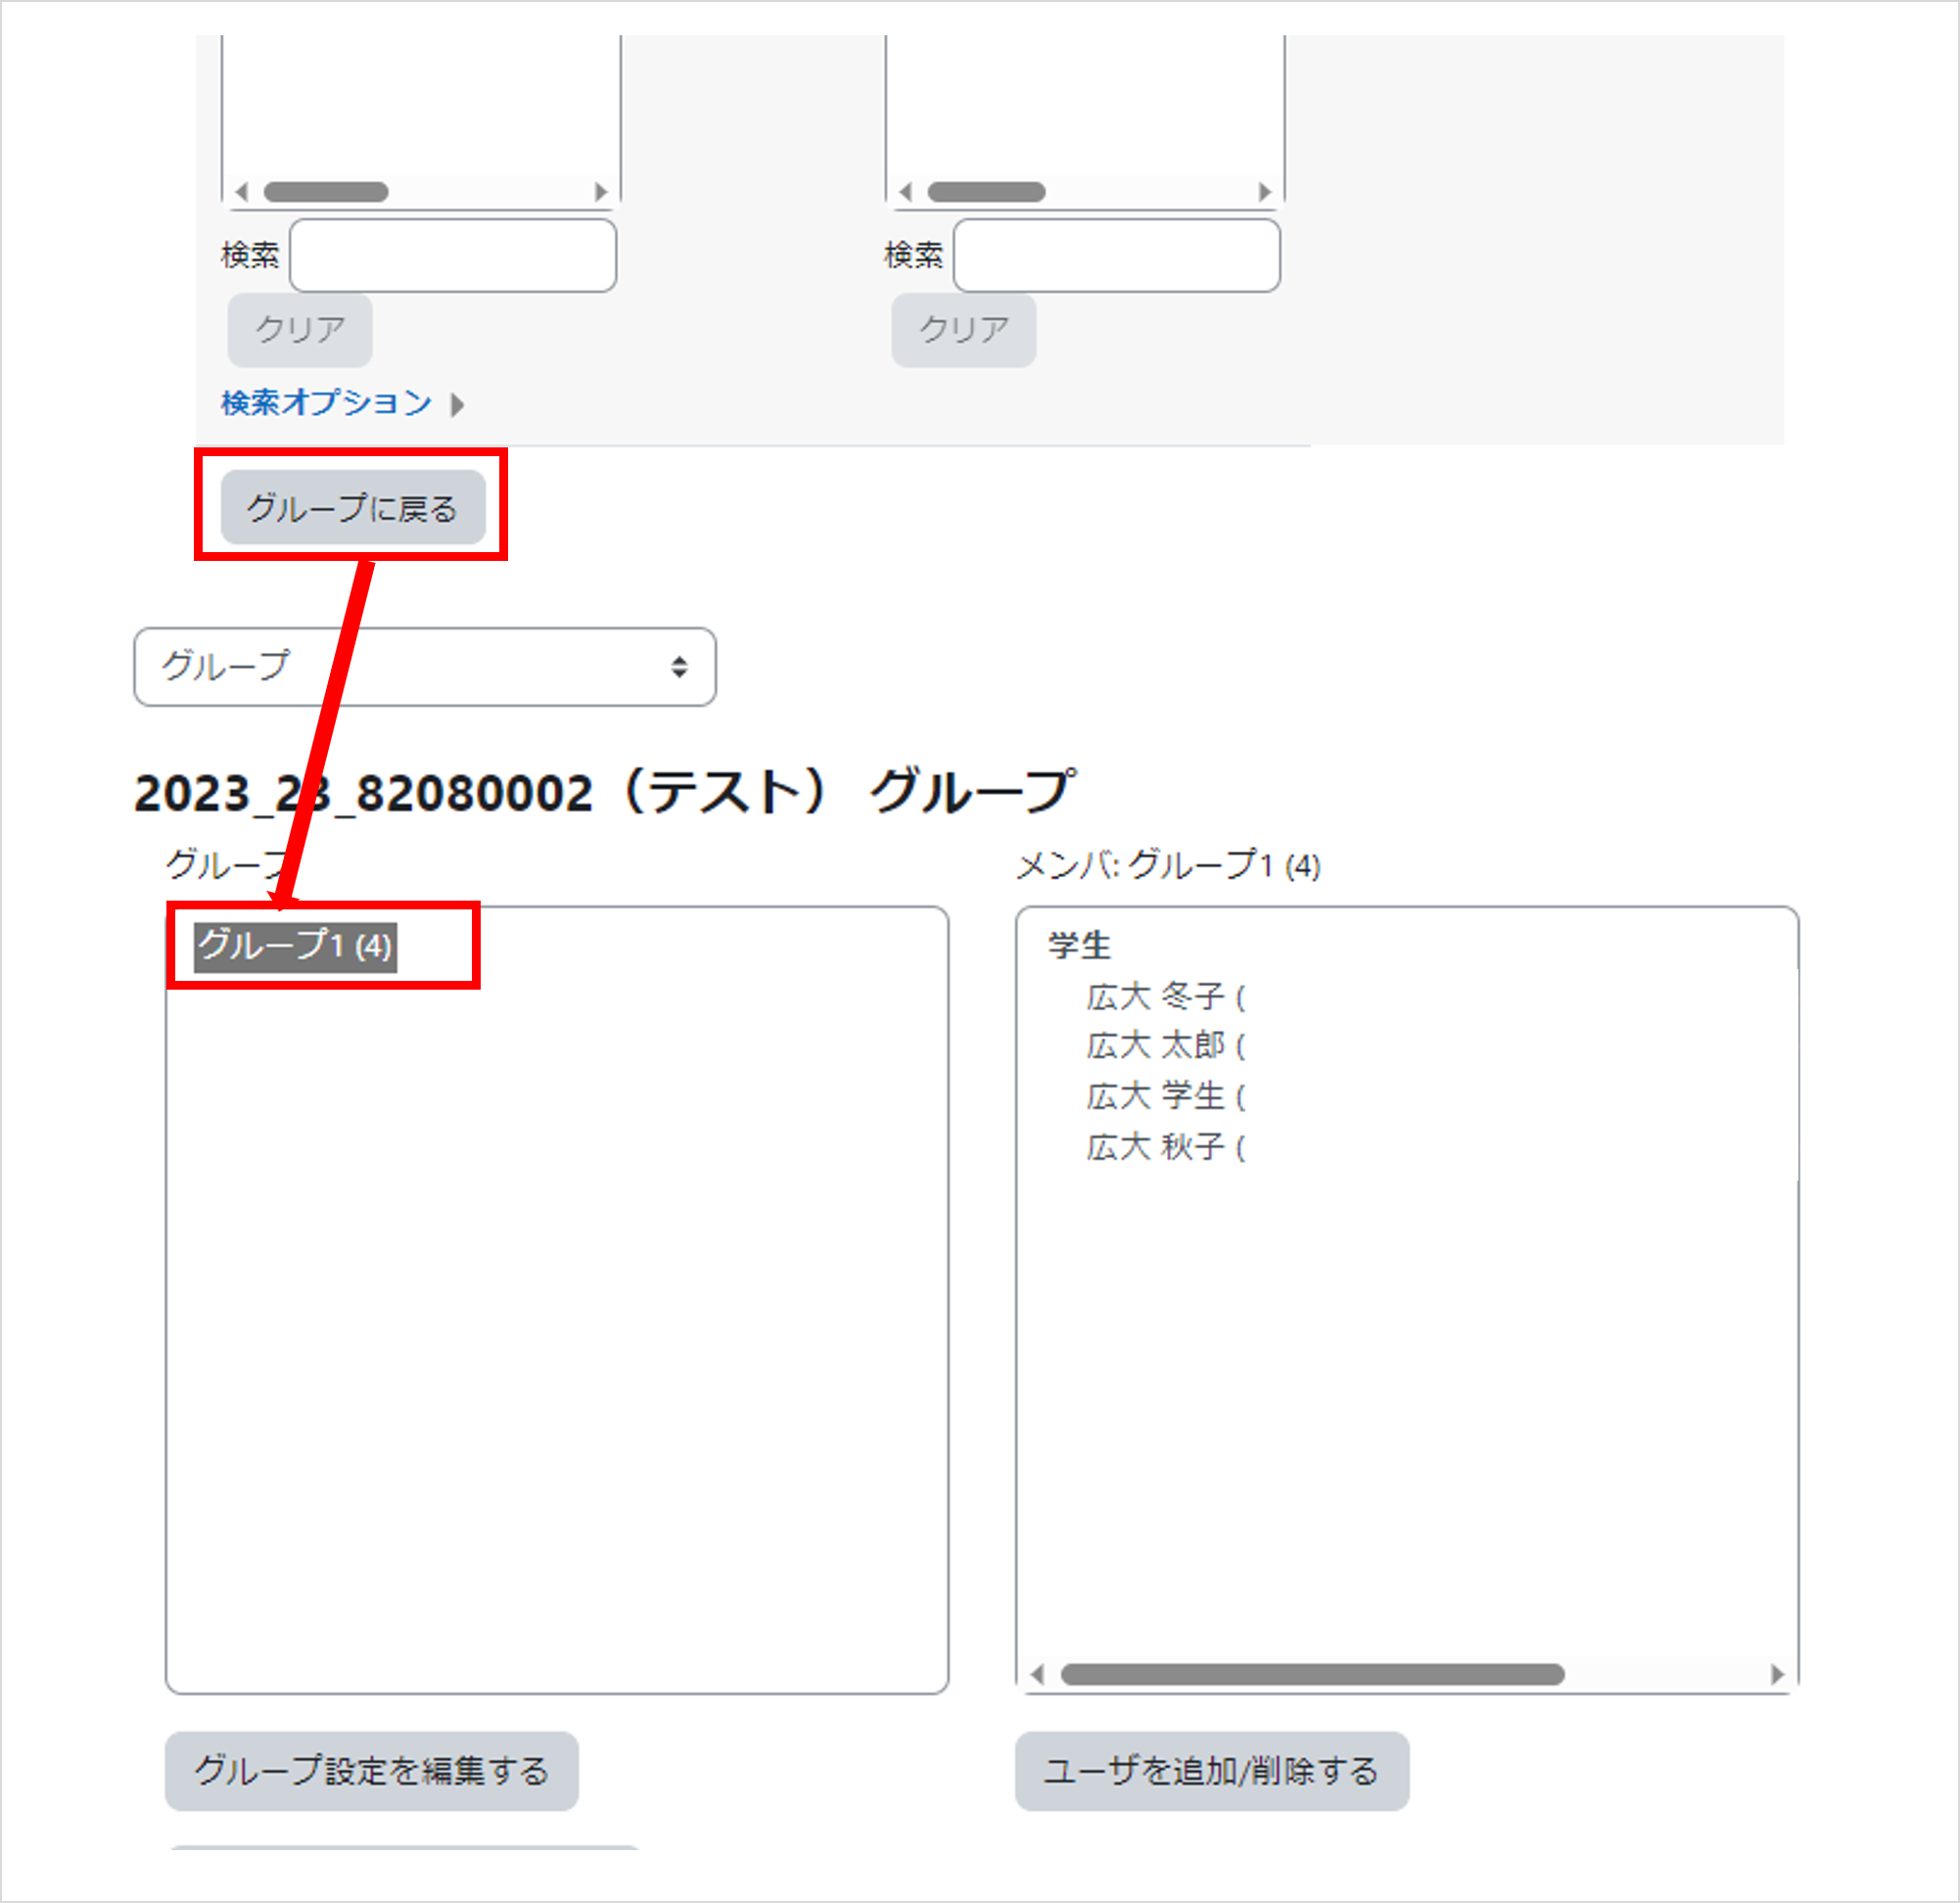 検索 検索
クリア クリア
検索オプション
グループに戻る
グループ
2023_23_82080002（テスト） グループ
グループ メンバ: グループ1 (4)
グループ1 (4)
学生
広大 冬子 (
広大 太郎 (
広大 学生 (
広大 秋子 (
グループ設定を編集する ユーザを追加/削除する